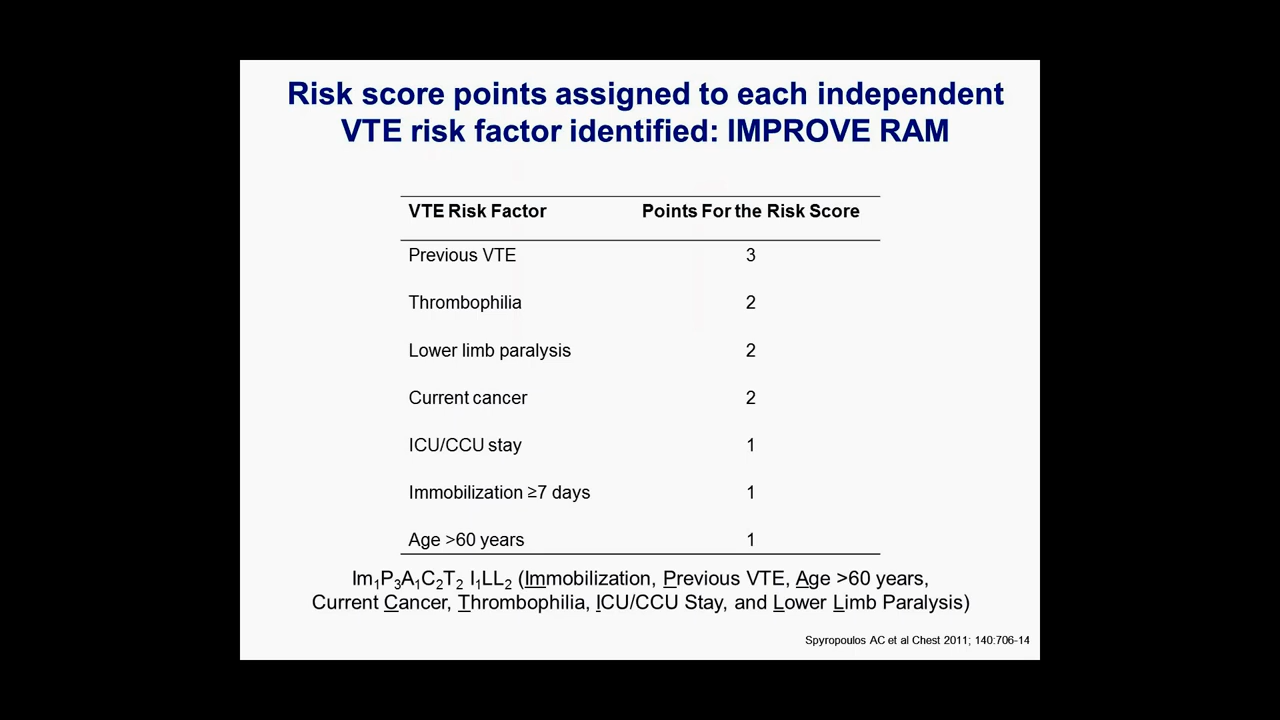 Risk score points assigned to each independent
VTE risk factor identified: IMPROVE RAM
VTE Risk Factor Points For the Risk Score
Previous VTE 3
Thrombophilia 2
Lower limb paralysis 2
Current cancer 2
ICU/CCU stay 1
Immobilization ≥7 days 1
Age >60 years 1
Im₁P₃A₁C₂T₂ I₁LL₂ (Immobilization, Previous VTE, Age >60 years,
Current Cancer, Thrombophilia, ICU/CCU Stay, and Lower Limb Paralysis)
Spyropoulos AC et al Chest 2011; 140:706-14